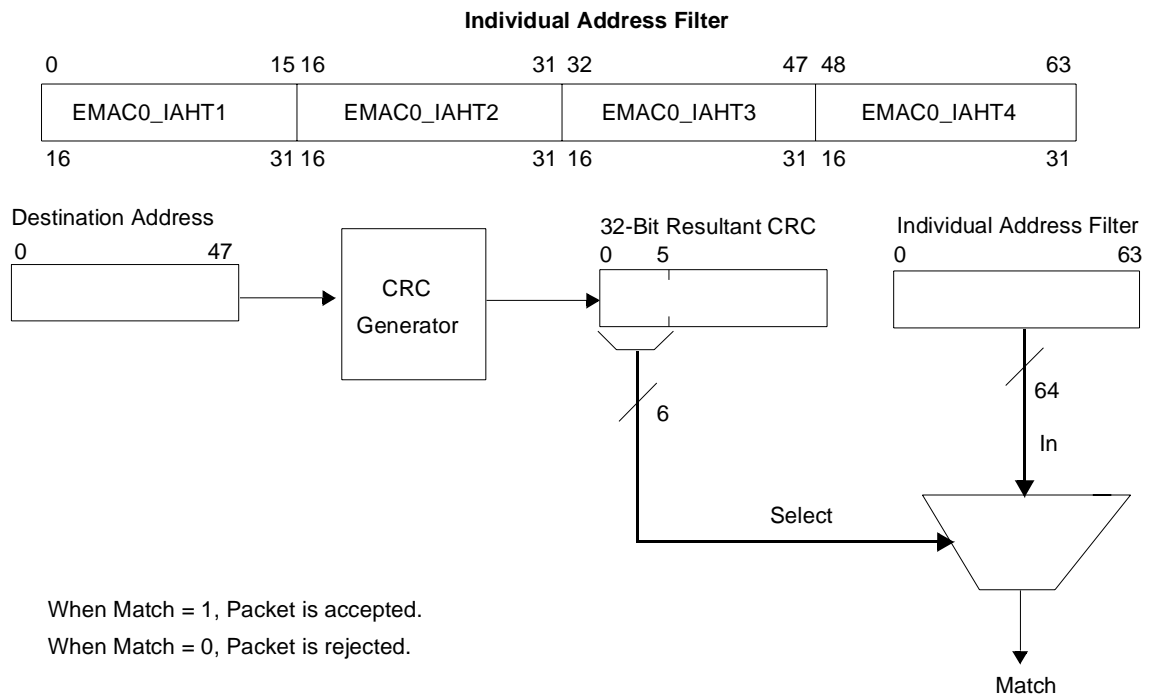 Individual Address Filter
0 15 16 31 32 47 48 63
EMAC0_IAHT1 EMAC0_IAHT2 EMAC0_IAHT3 EMAC0_IAHT4
16 31 16 31 16 31 16 31
Destination Address
0 47
CRC
Generator
32-Bit Resultant CRC
0 5
Individual Address Filter
0 63
6
64
In
Select
When Match = 1, Packet is accepted.
When Match = 0, Packet is rejected.
Match